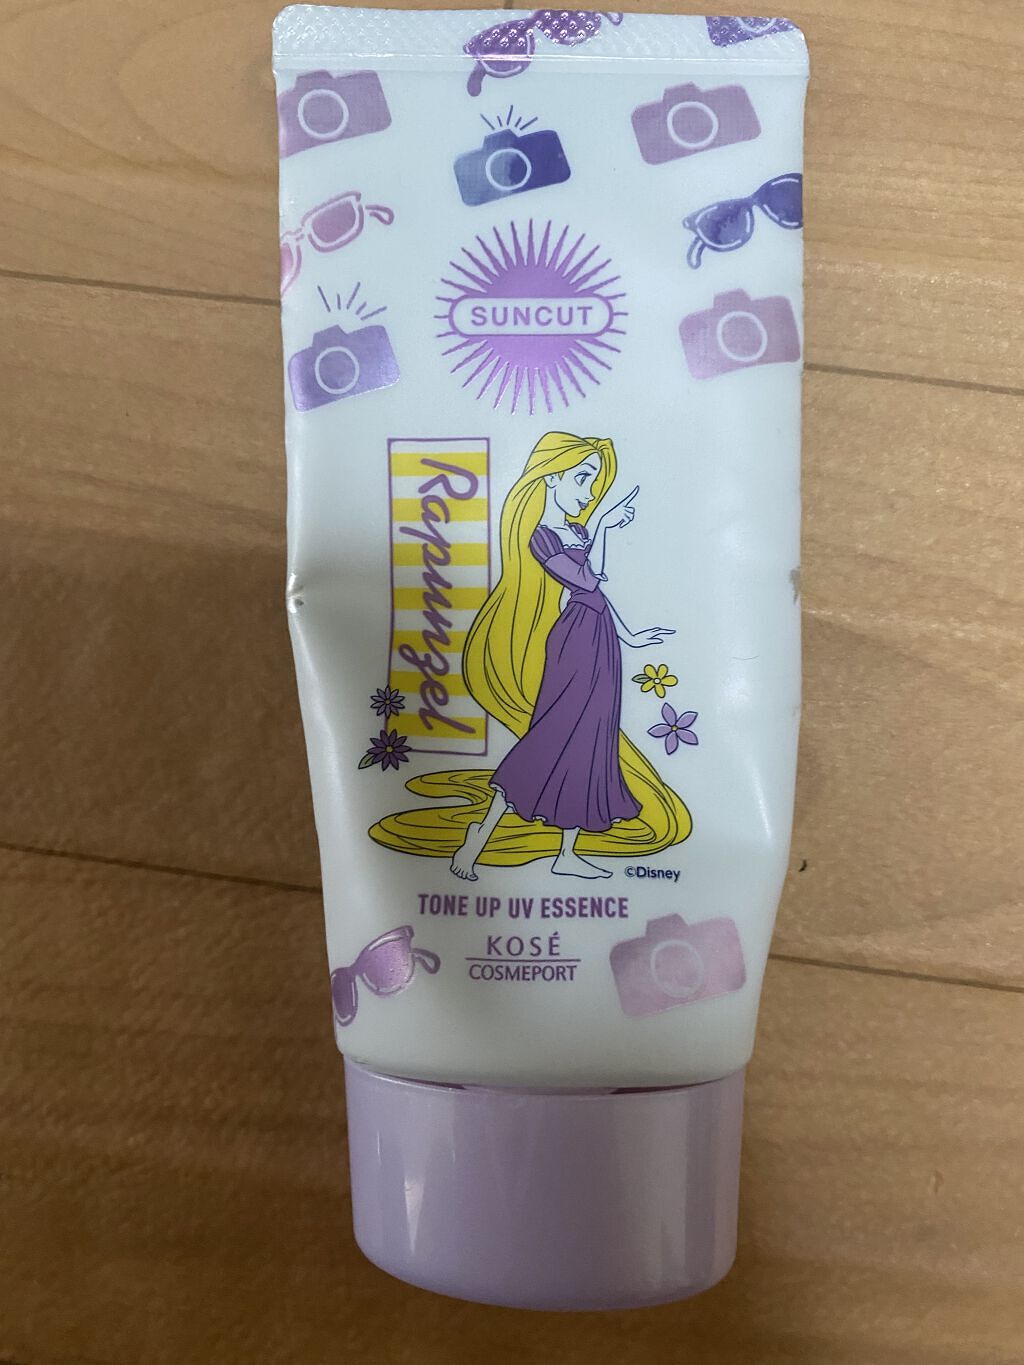 SUNCUT
Rapunzel
©Disney
TONE UP UV ESSENCE
KOSÉ
COSMEPORT